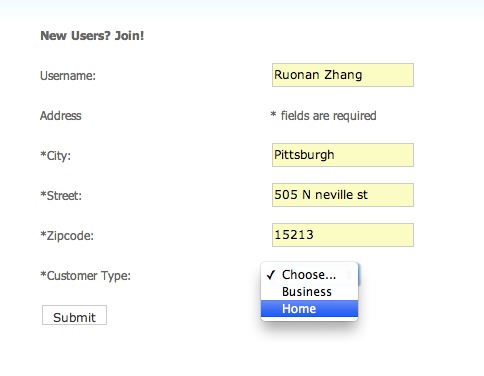 New Users? Join!
Username: Ruonan Zhang
Address * fields are required
*City: Pittsburgh
*Street: 505 N neville st
*Zipcode: 15213
*Customer Type: ✓ Choose...
Business
Home
Submit